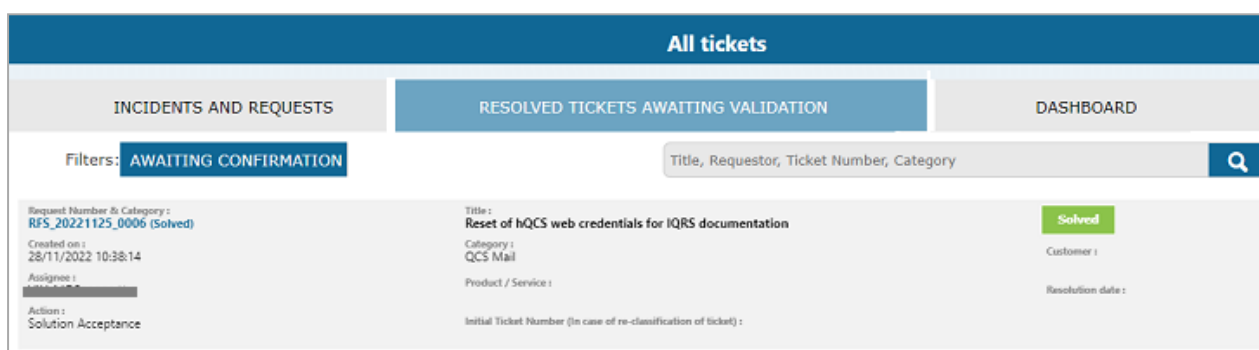 All tickets
INCIDENTS AND REQUESTS
RESOLVED TICKETS AWAITING VALIDATION
DASHBOARD
Filters: AWAITING CONFIRMATION
Title, Requestor, Ticket Number, Category
Request Number & Category :
RFS_20221125_0006 (Solved)
Created on :
28/11/2022 10:38:14
Assignee :
Action :
Solution Acceptance
Title :
Reset of hQCS web credentials for IQRS documentation
Category :
QCS Mail
Product / Service :
Initial Ticket Number (In case of re-classification of ticket) :
Solved
Customer :
Resolution date :